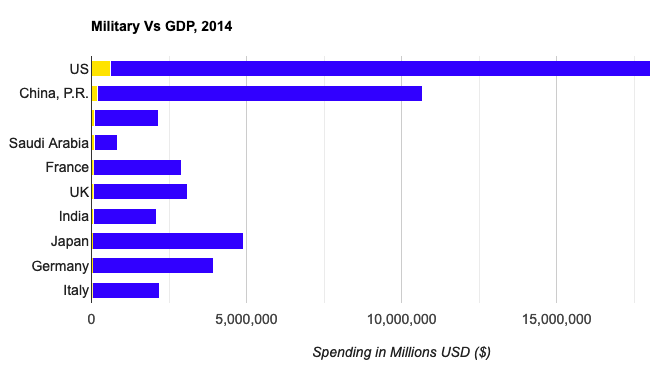 Military Vs GDP, 2014
US
China, P.R.
Saudi Arabia
France
UK
India
Japan
Germany
Italy
0 5,000,000 10,000,000 15,000,000
Spending in Millions USD ($)